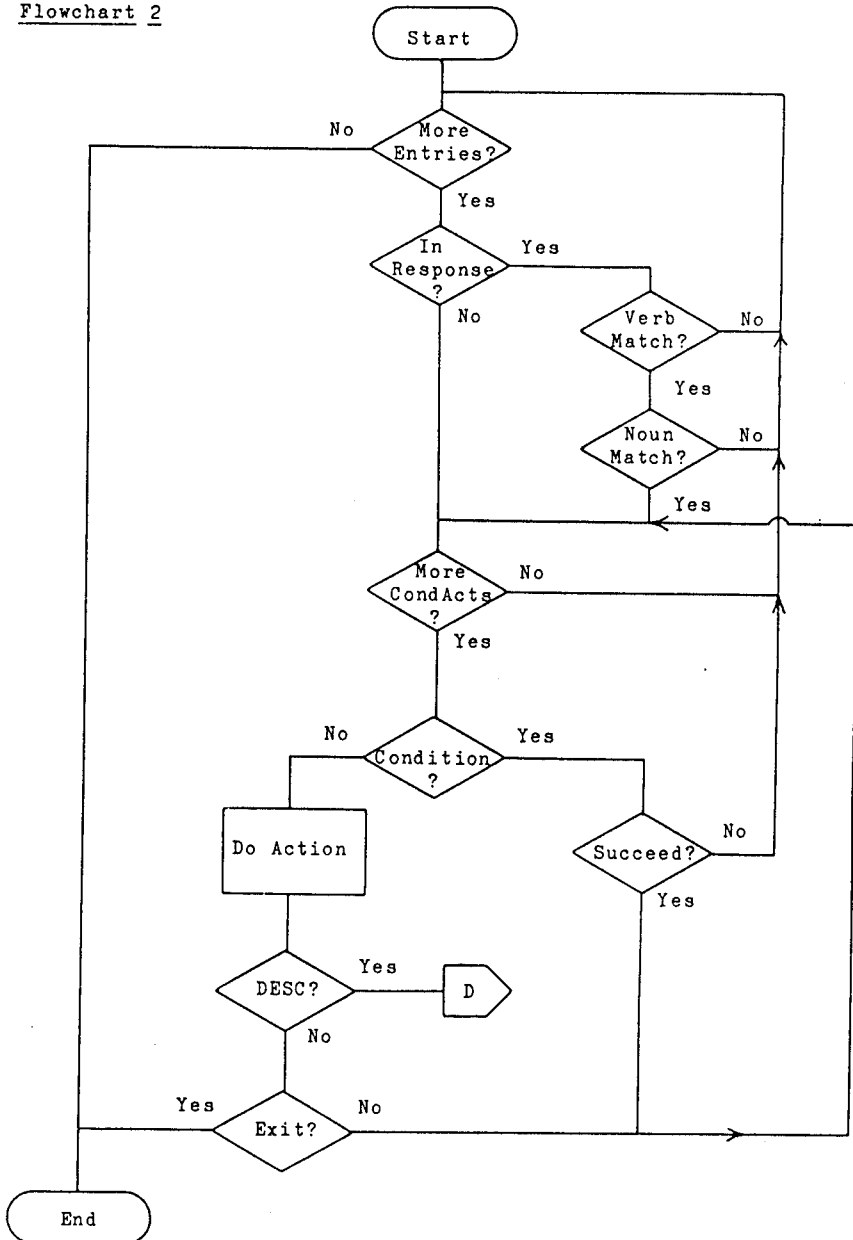 Flowchart 2
Start
No
More
Entries?
Yes
In
Response
?
Yes
No
Verb
Match?
No
Yes
Noun
Match?
No
Yes
More
CondActs
?
No
Yes
No
Condition
?
Yes
Do Action
Succeed?
No
Yes
DESC?
Yes
D
No
Yes
Exit?
No
End